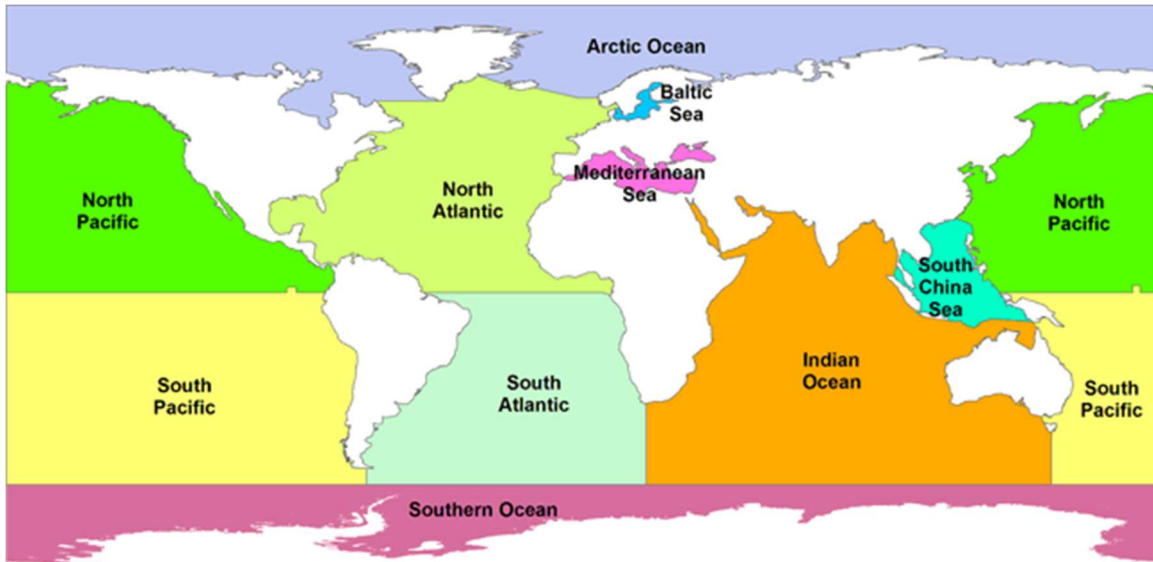 Arctic Ocean
Baltic
Sea
Mediterranean
Sea
North
Pacific
North
Atlantic
North
Pacific
South
China
Sea
Indian
Ocean
South
Pacific
South
Atlantic
South
Pacific
Southern Ocean